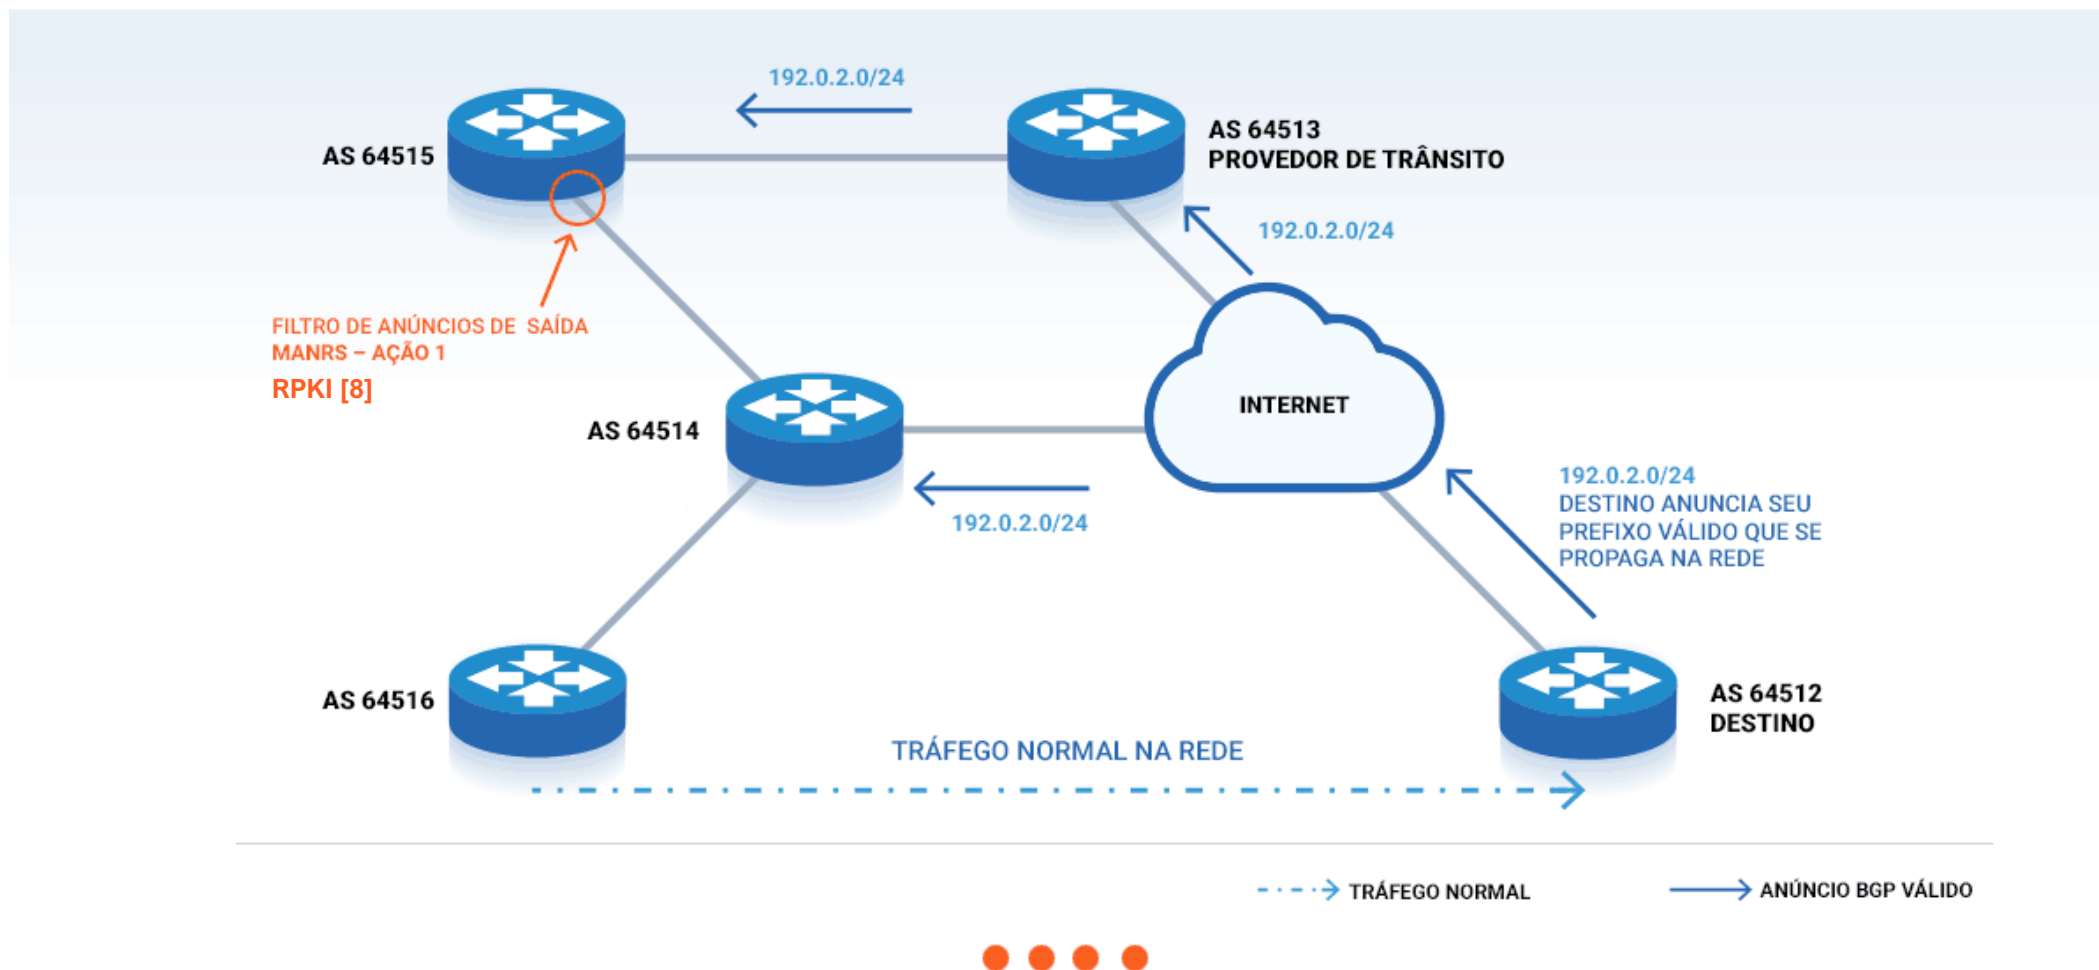 192.0.2.0/24
AS 64515
AS 64513
PROVEDOR DE TRÂNSITO
192.0.2.0/24
FILTRO DE ANÚNCIOS DE SAÍDA
MANRS – AÇÃO 1
RPKI [8]
INTERNET
AS 64514
192.0.2.0/24
192.0.2.0/24
DESTINO ANUNCIA SEU
PREFIXO VÁLIDO QUE SE
PROPAGA NA REDE
AS 64516
AS 64512
DESTINO
TRÁFEGO NORMAL NA REDE
TRÁFEGO NORMAL
ANÚNCIO BGP VÁLIDO